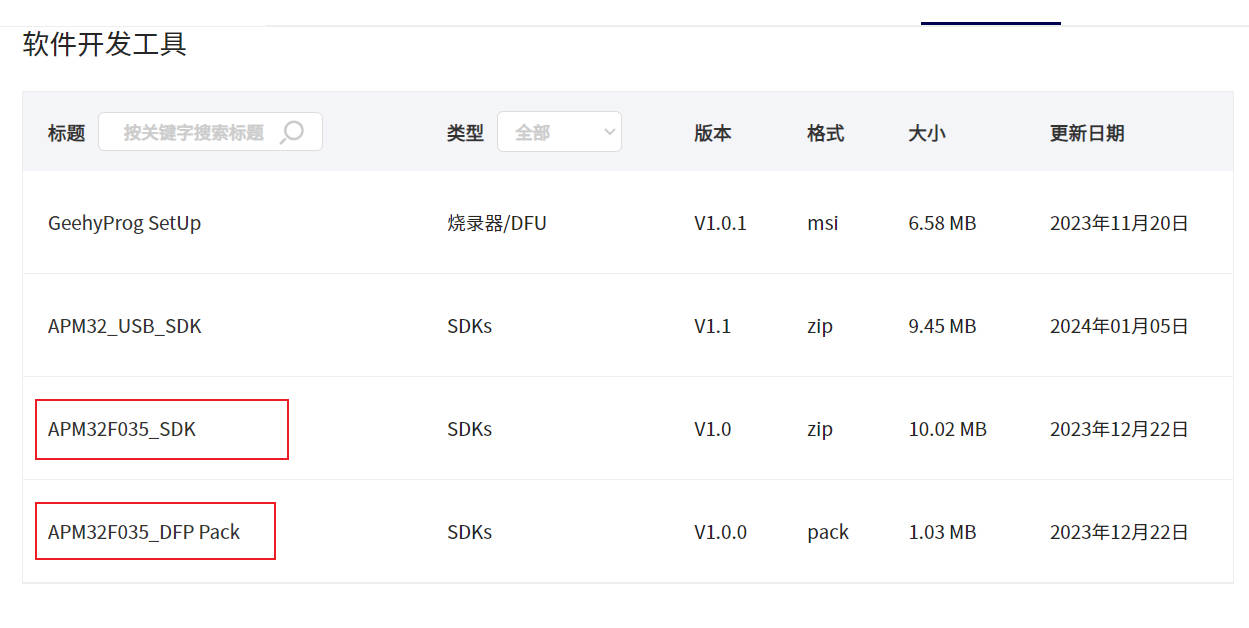 软件开发工具
标题 按关键字搜索标题 类型 全部 版本 格式 大小 更新日期
GeehyProg SetUp 烧录器/DFU V1.0.1 msi 6.58 MB 2023年11月20日
APM32_USB_SDK SDKs V1.1 zip 9.45 MB 2024年01月05日
APM32F035_SDK SDKs V1.0 zip 10.02 MB 2023年12月22日
APM32F035_DFP Pack SDKs V1.0.0 pack 1.03 MB 2023年12月22日